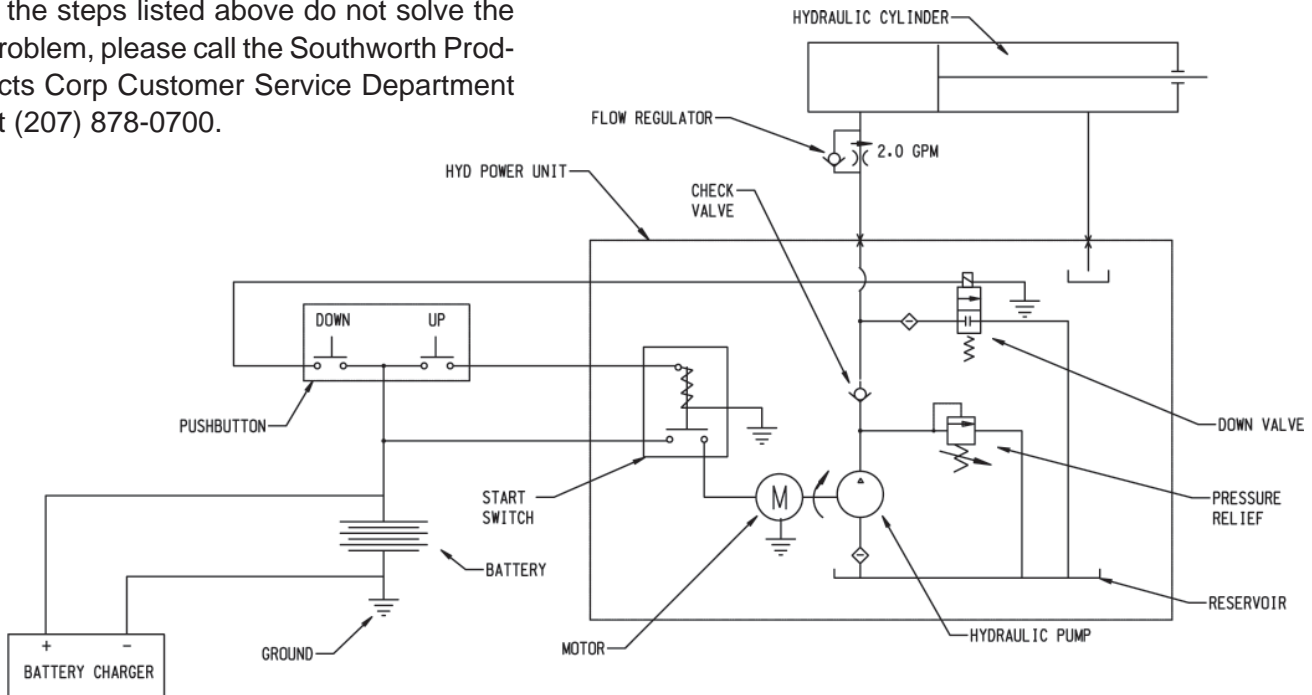 the steps listed above do not solve the
roblem, please call the Southworth Prod-
cts Corp Customer Service Department
t (207) 878-0700.
HYDRAULIC CYLINDER
FLOW REGULATOR
2.0 GPM
HYD POWER UNIT
CHECK
VALVE
DOWN
UP
PUSHBUTTON
DOWN VALVE
START
SWITCH
M
PRESSURE
RELIEF
BATTERY
RESERVOIR
GROUND
MOTOR
HYDRAULIC PUMP
+
-
BATTERY CHARGER